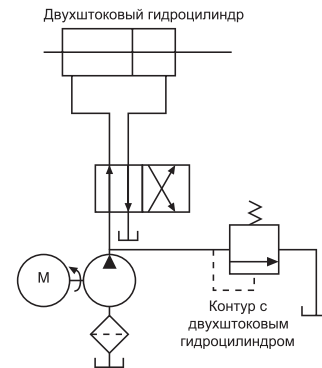 Двухштоковый гидроцилиндр
М
Контур с
двухштоковым
гидроцилиндром